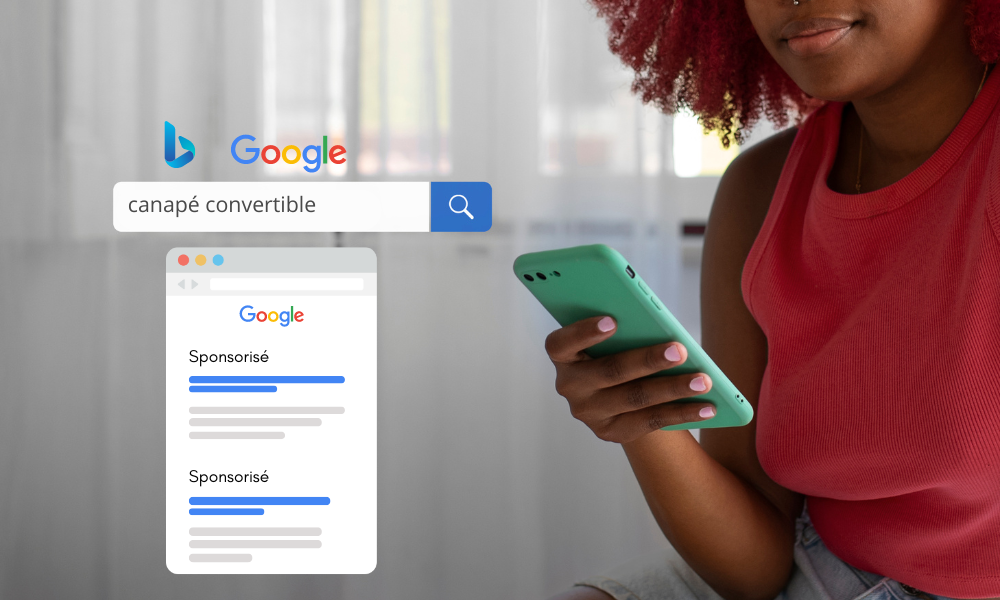 Google
canapé convertible
Google
Sponsorisé
Sponsorisé